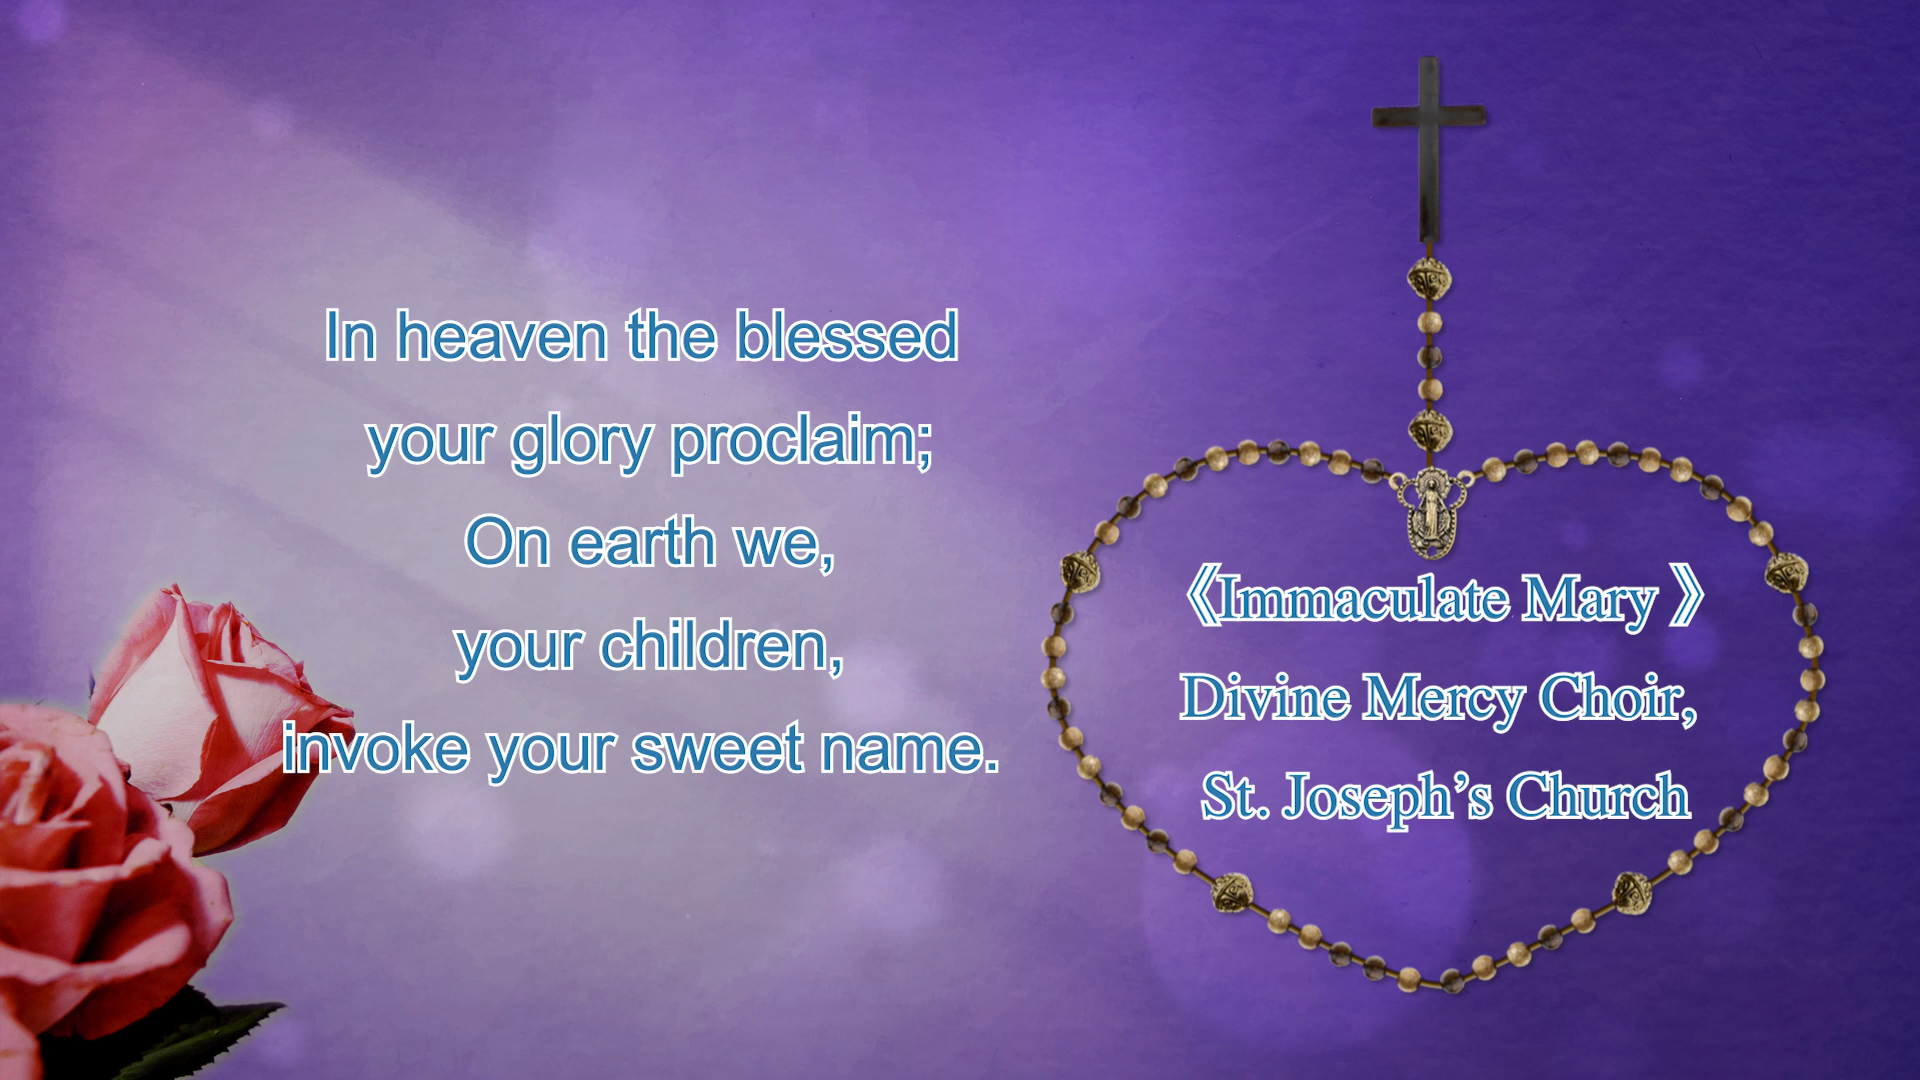 In heaven the blessed
your glory proclaim;
On earth we,
your children,
invoke your sweet name.
《Immaculate Mary 》
Divine Mercy Choir,
St. Joseph’s Church